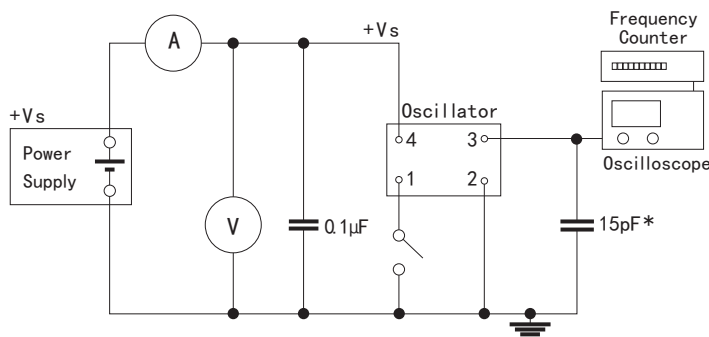 Frequency
Counter
A
+Vs
Oscillator
+Vs
Power
Supply
4
3
Oscilloscope
1
2
V
0.1μF
15pF*